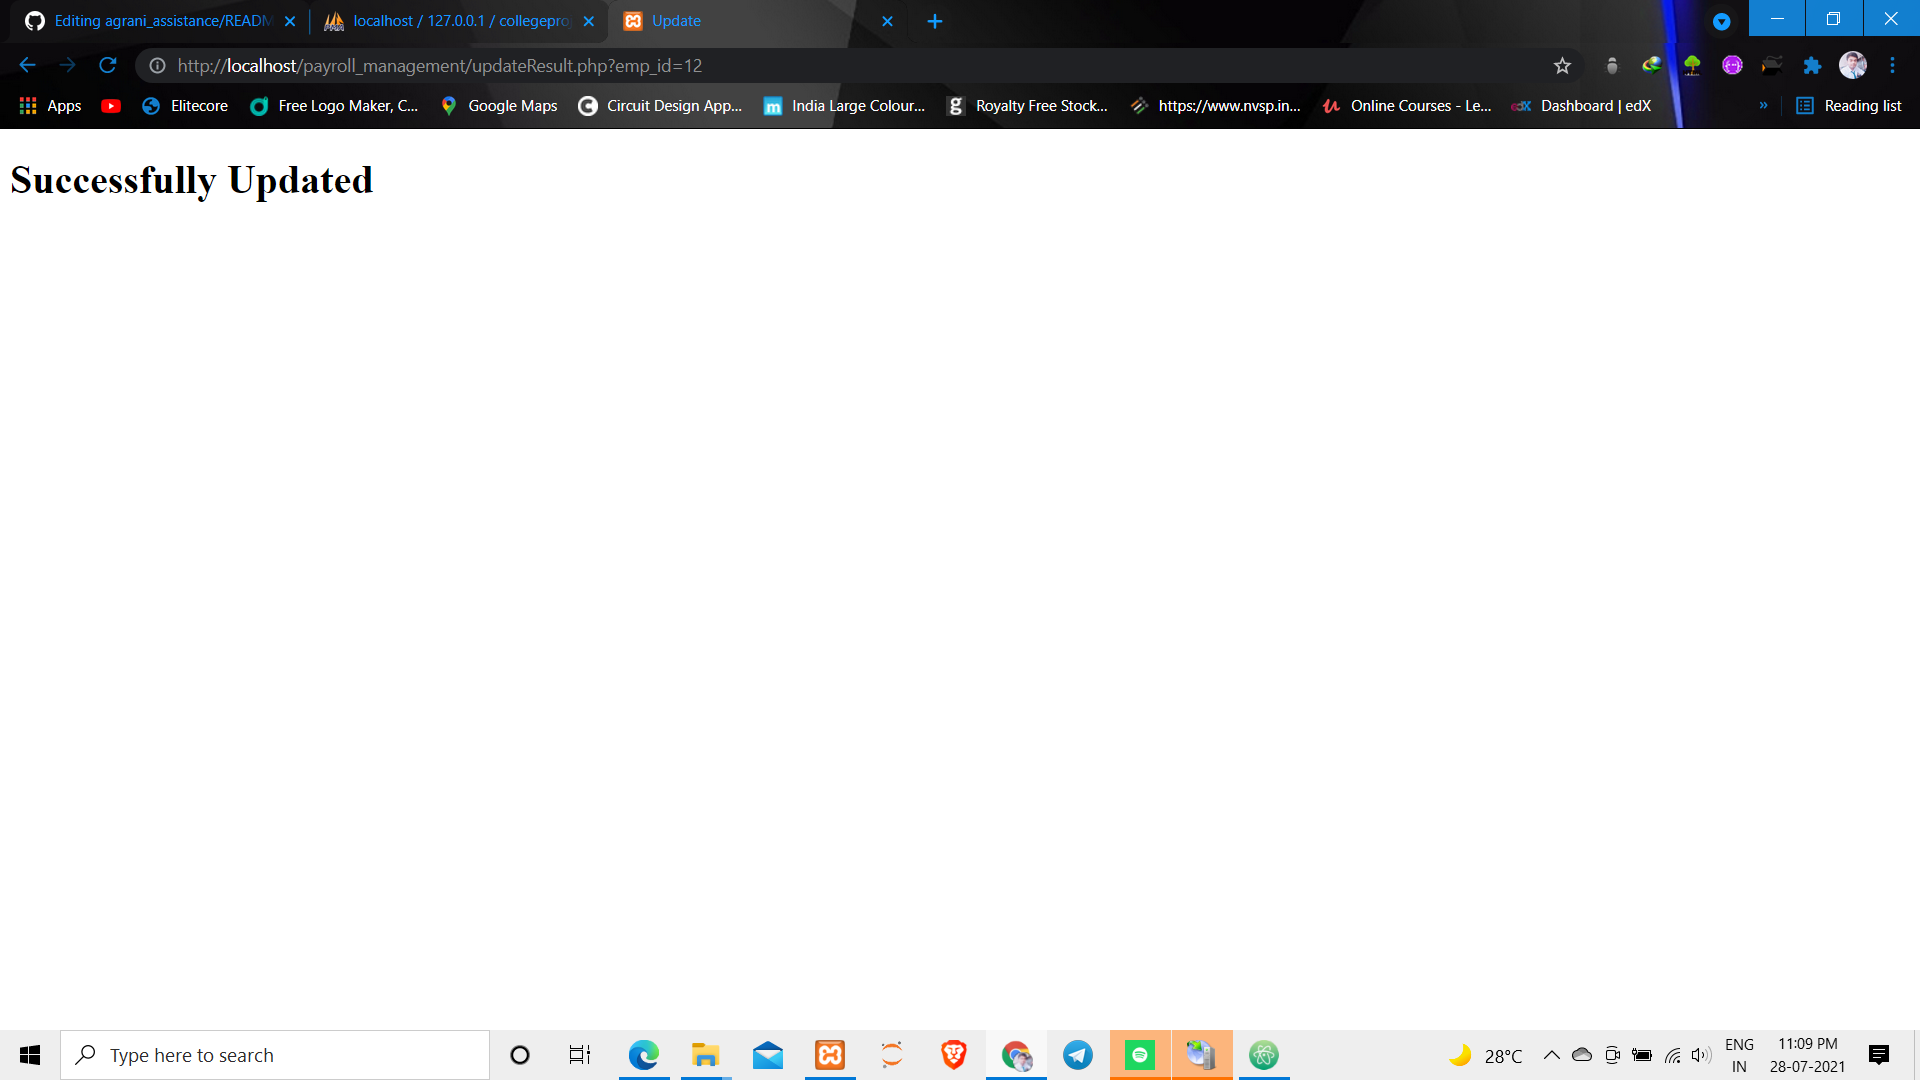 Editing agrani_assistance/READM
localhost / 127.0.0.1 / collegepro
Update
http://localhost/payroll_management/updateResult.php?emp_id=12
Apps
Elitecore
Free Logo Maker, C...
Google Maps
Circuit Design App...
India Large Colour...
Royalty Free Stock...
https://www.nvsp.in...
Online Courses - Le...
Dashboard | edX
»
Reading list
Successfully Updated
Type here to search
28°C
ENG
IN
11:09 PM
28-07-2021